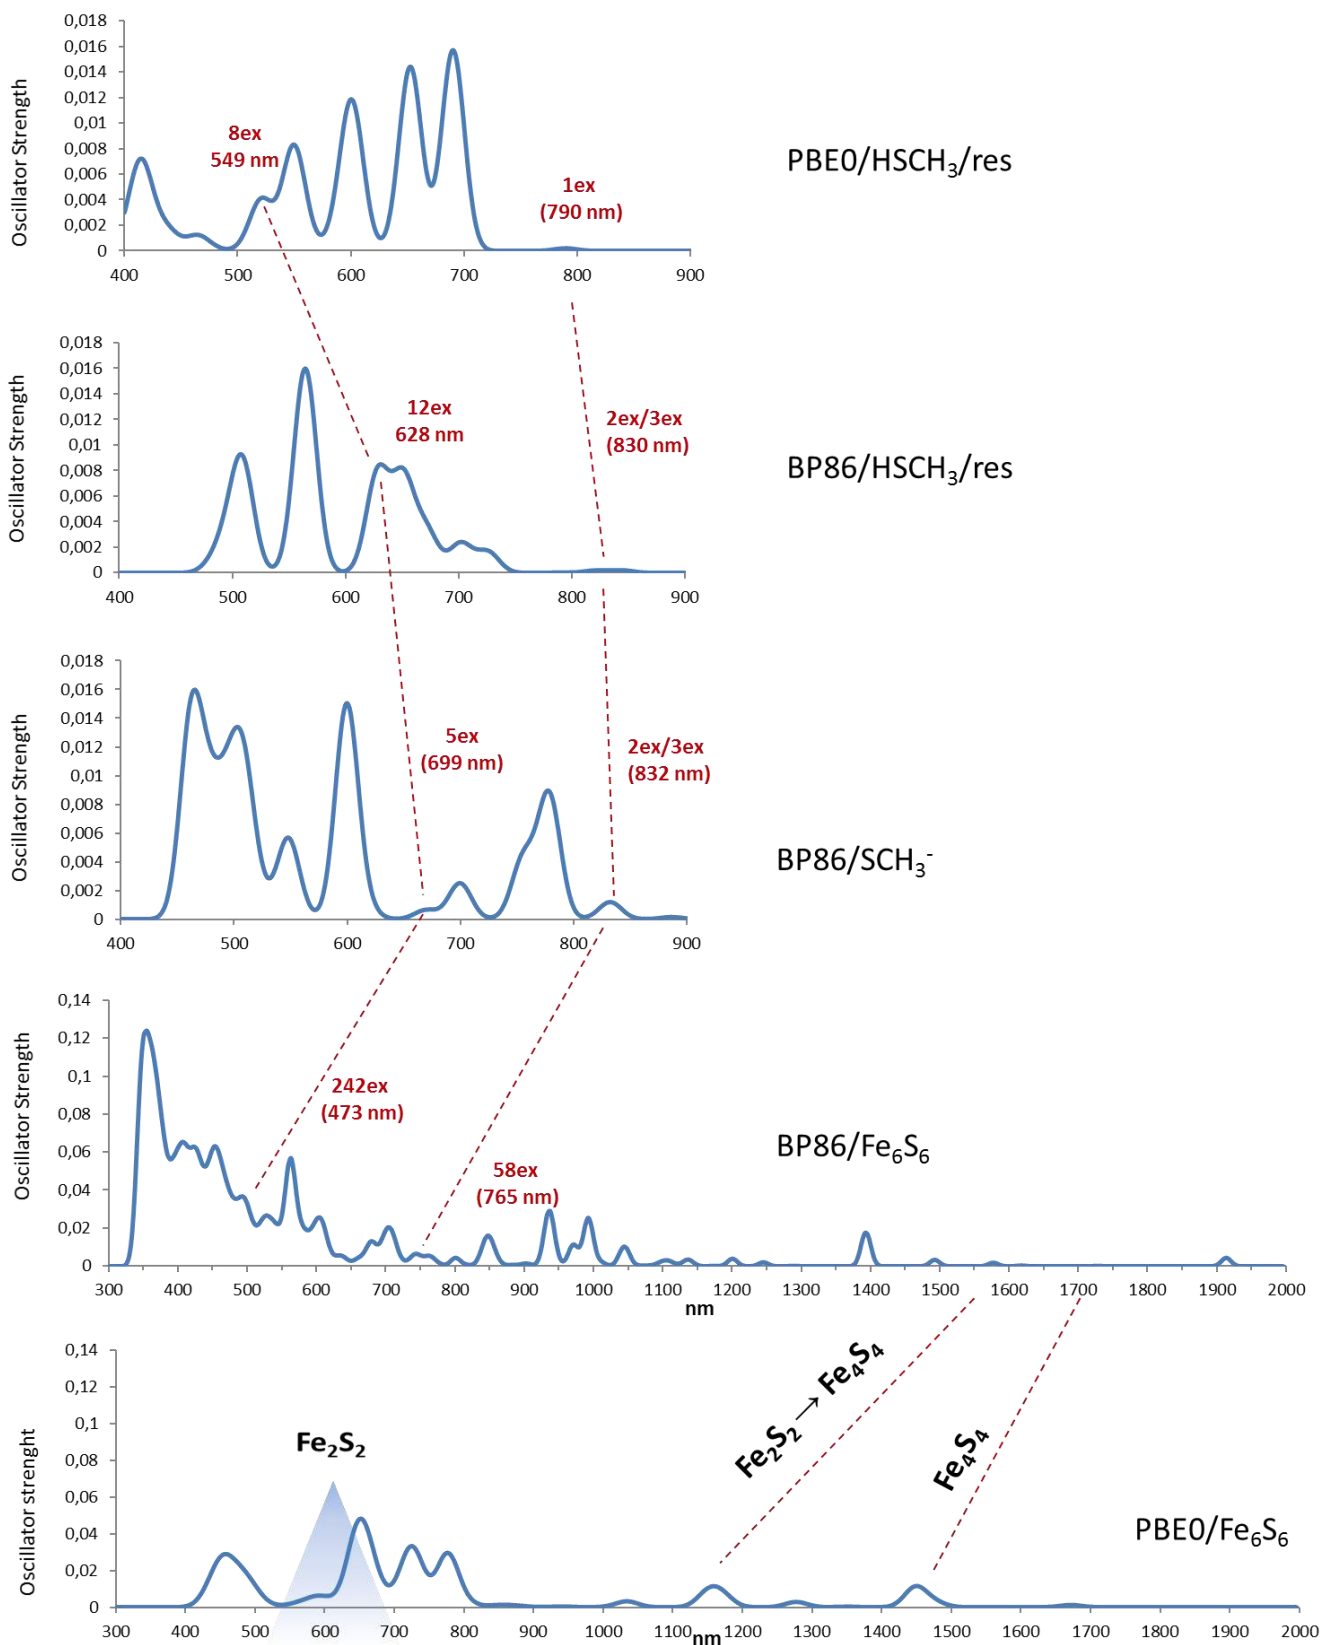 Oscillator Strength
0,018
0,016
0,014
0,012
0,01
0,008
0,006
0,004
0,002
0
400 500 600 700 800 900
8ex
549 nm
1ex
(790 nm)
PBE0/HSCH₃/res
Oscillator Strength
0,018
0,016
0,014
0,012
0,01
0,008
0,006
0,004
0,002
0
400 500 600 700 800 900
12ex
628 nm
2ex/3ex
(830 nm)
BP86/HSCH₃/res
Oscillator Strength
0,018
0,016
0,014
0,012
0,01
0,008
0,006
0,004
0,002
0
400 500 600 700 800 900
5ex
(699 nm)
2ex/3ex
(832 nm)
BP86/SCH₃⁻
Oscillator Strength
0,14
0,12
0,1
0,08
0,06
0,04
0,02
0
300 400 500 600 700 800 900 1000 1100 1200 1300 1400 1500 1600 1700 1800 1900 2000
nm
242ex
(473 nm)
58ex
(765 nm)
BP86/Fe₆S₆
Fe₂S₂ → Fe₄S₄
Fe₄S₄
Oscillator strenght
0,14
0,12
0,1
0,08
0,06
0,04
0,02
0
300 400 500 600 700 800 900 1000 1100 1200 1300 1400 1500 1600 1700 1800 1900 2000
nm
Fe₂S₂
PBE0/Fe₆S₆